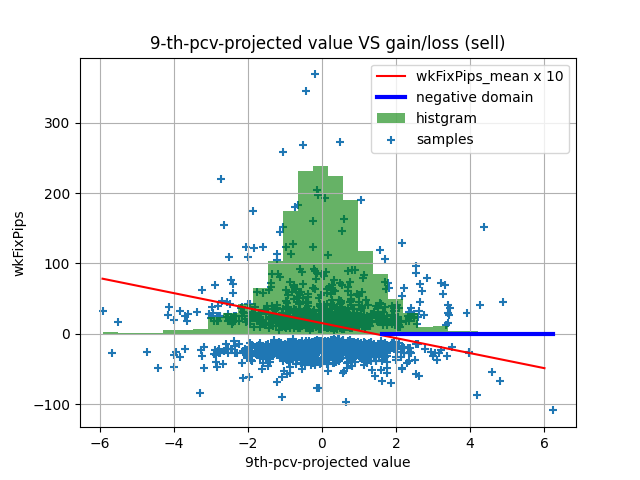 9-th-pcv-projected value VS gain/loss (sell)
wkFixPips_mean x 10
negative domain
histgram
samples
wkFixPips
300
200
100
0
−100
−6
−4
−2
0
2
4
6
9th-pcv-projected value